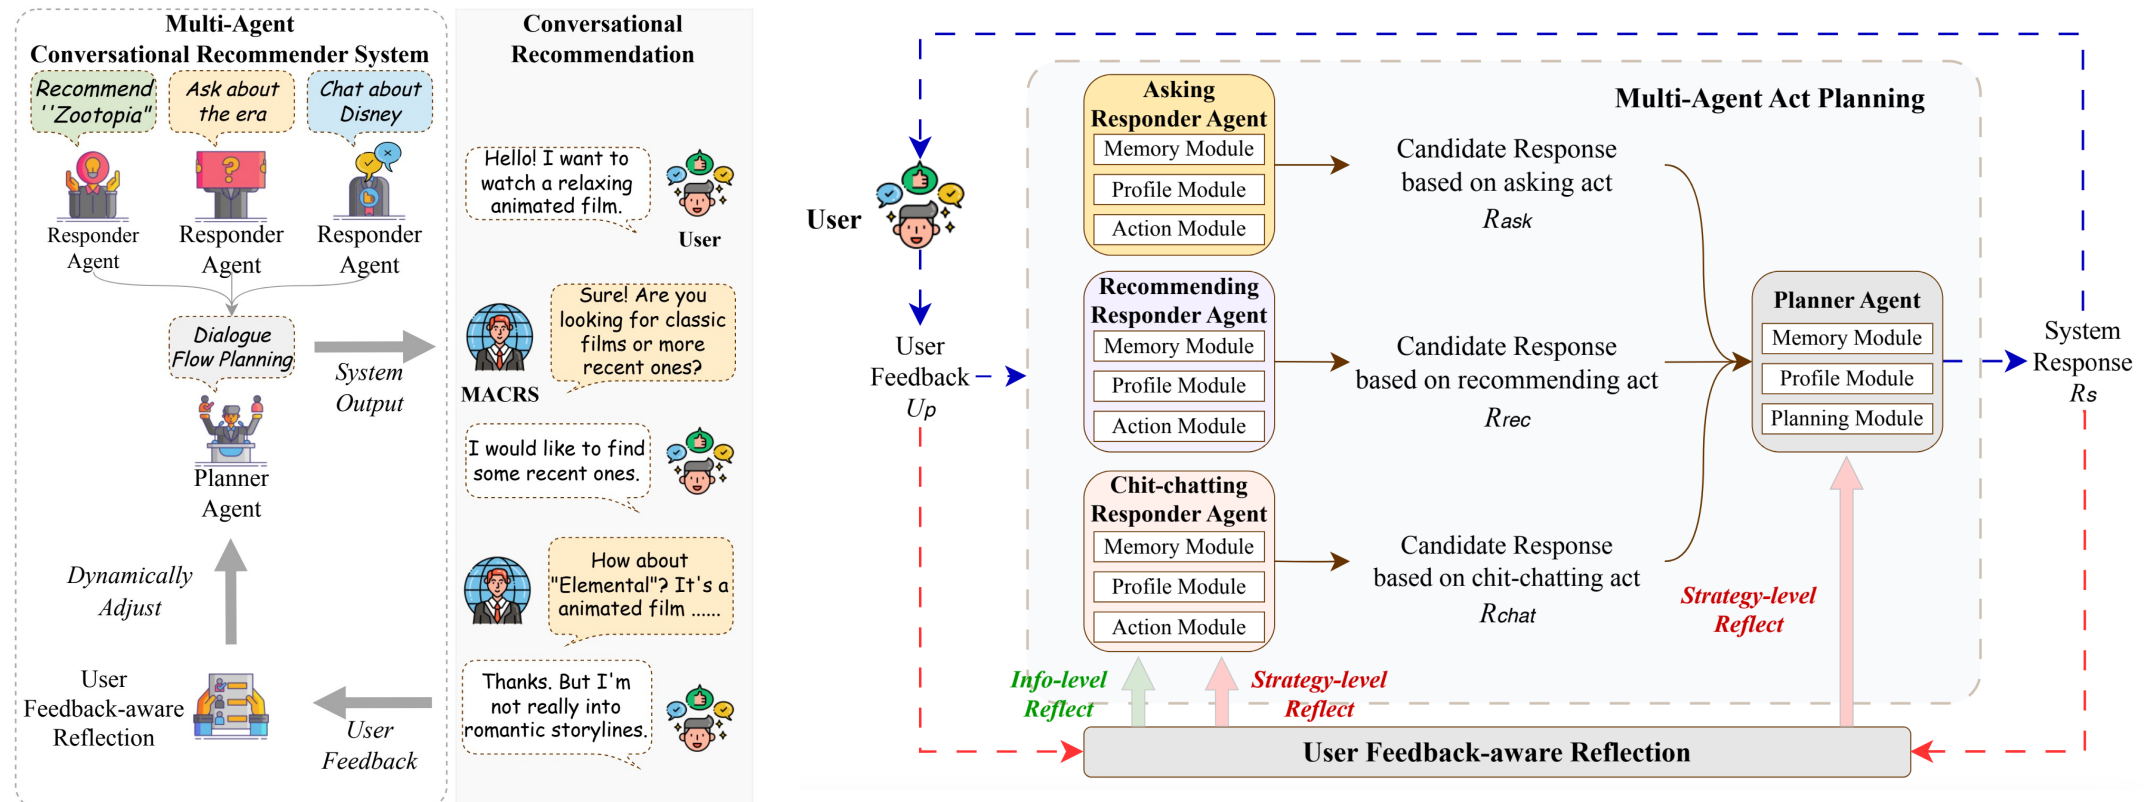 Multi-Agent
Conversational Recommender System
Recommend
''Zootopia"
Ask about
the era
Chat about
Disney
Responder
Agent
Responder
Agent
Responder
Agent
Dialogue
Flow Planning
System
Output
Planner
Agent
Dynamically
Adjust
User
Feedback-aware
Reflection
User
Feedback
Conversational
Recommendation
Hello! I want to
watch a relaxing
animated film.
User
Sure! Are you
looking for classic
films or more
recent ones?
MACRS
I would like to find
some recent ones.
How about
"Elemental"? It's a
animated film ......
Thanks. But I'm
not really into
romantic storylines.
User
User
Feedback
Up
Multi-Agent Act Planning
Asking
Responder Agent
Memory Module
Profile Module
Action Module
Candidate Response
based on asking act
Rask
Recommending
Responder Agent
Memory Module
Profile Module
Action Module
Candidate Response
based on recommending act
Rrec
Chit-chatting
Responder Agent
Memory Module
Profile Module
Action Module
Candidate Response
based on chit-chatting act
Rchat
Planner Agent
Memory Module
Profile Module
Planning Module
System
Response
Rs
Info-level
Reflect
Strategy-level
Reflect
Strategy-level
Reflect
User Feedback-aware Reflection